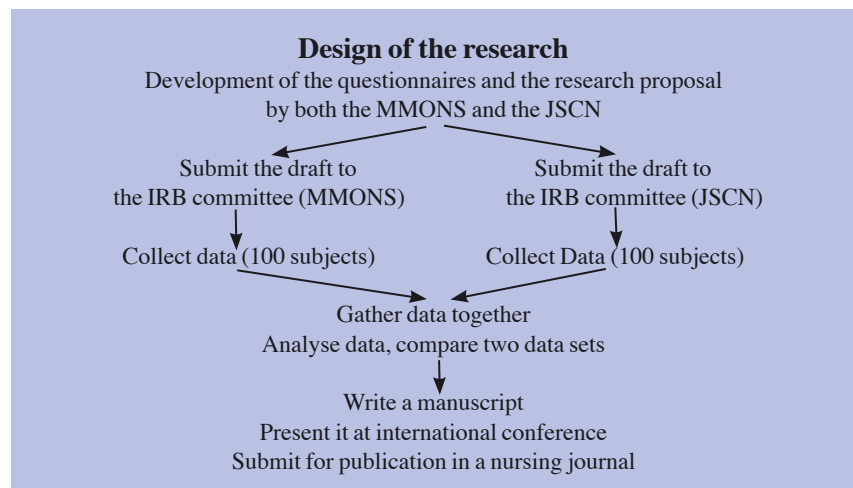 Design of the research
Development of the questionnaires and the research proposal
by both the MMONS and the JSCN
Submit the draft to
the IRB committee (MMONS)
Submit the draft to
the IRB committee (JSCN)
Collect data (100 subjects)
Collect Data (100 subjects)
Gather data together
Analyse data, compare two data sets
Write a manuscript
Present it at international conference
Submit for publication in a nursing journal